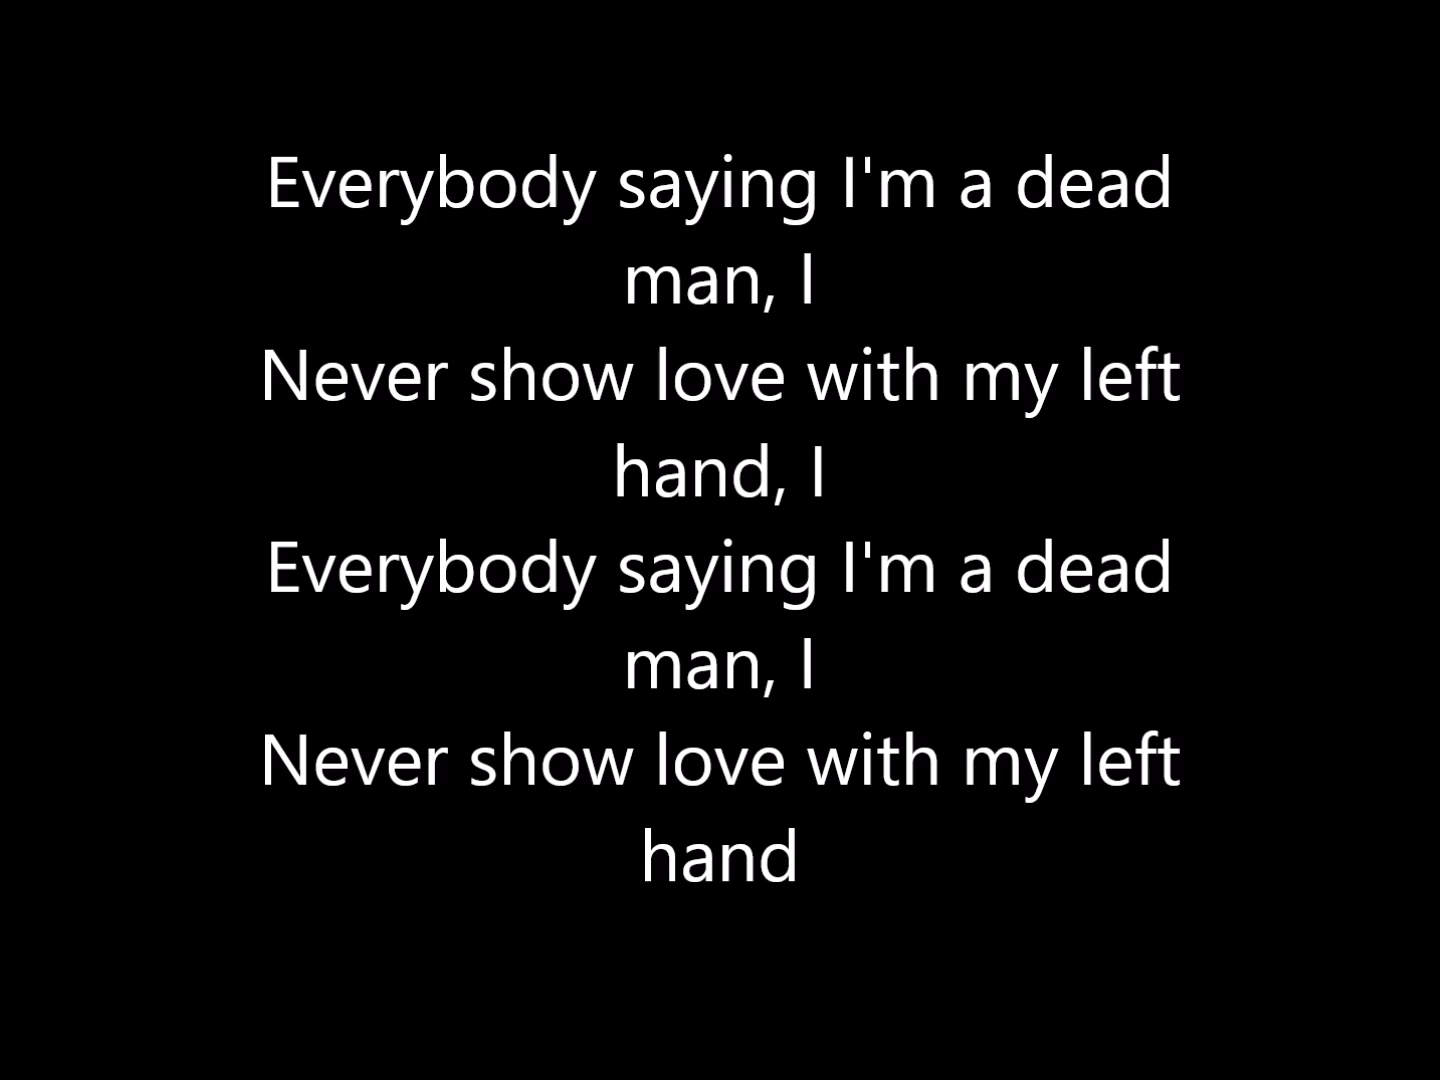 Everybody saying I'm a dead
man, I
Never show love with my left
hand, I
Everybody saying I'm a dead
man, I
Never show love with my left
hand